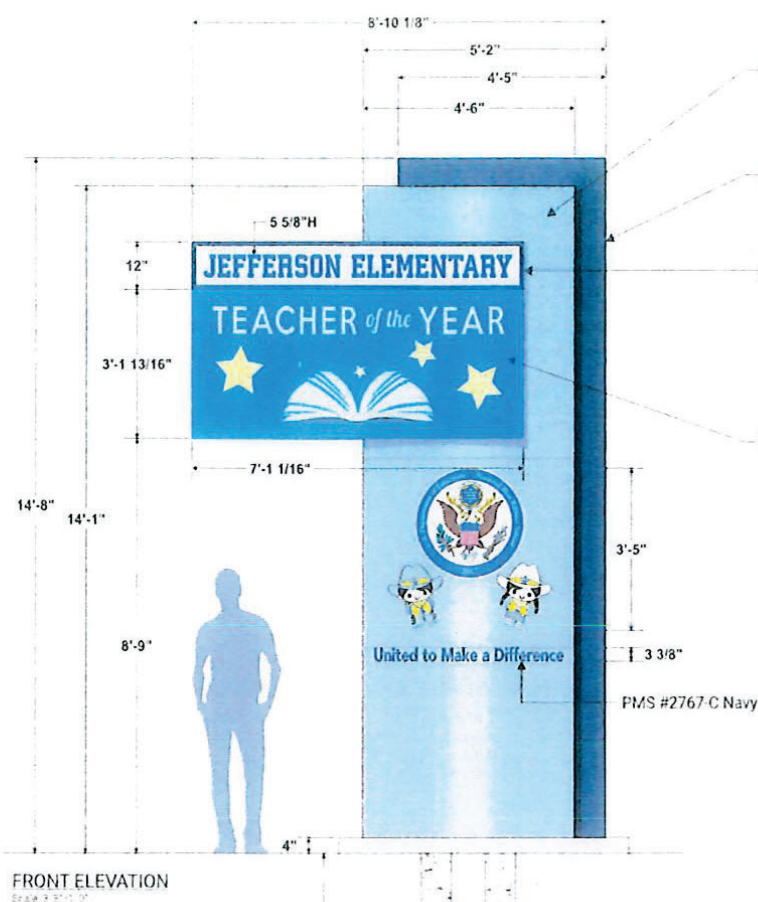 8'-10 1/8"
5'-2"
4'-5"
4'-6"
5 5/8"H
12"
JEFFERSON ELEMENTARY
TEACHER of the YEAR
3'-1 13/16"
7'-1 1/16"
14'-8"
14'-1"
3'-5"
8'-9"
United to Make a Difference
3 3/8"
PMS #2767-C Navy
4"
FRONT ELEVATION